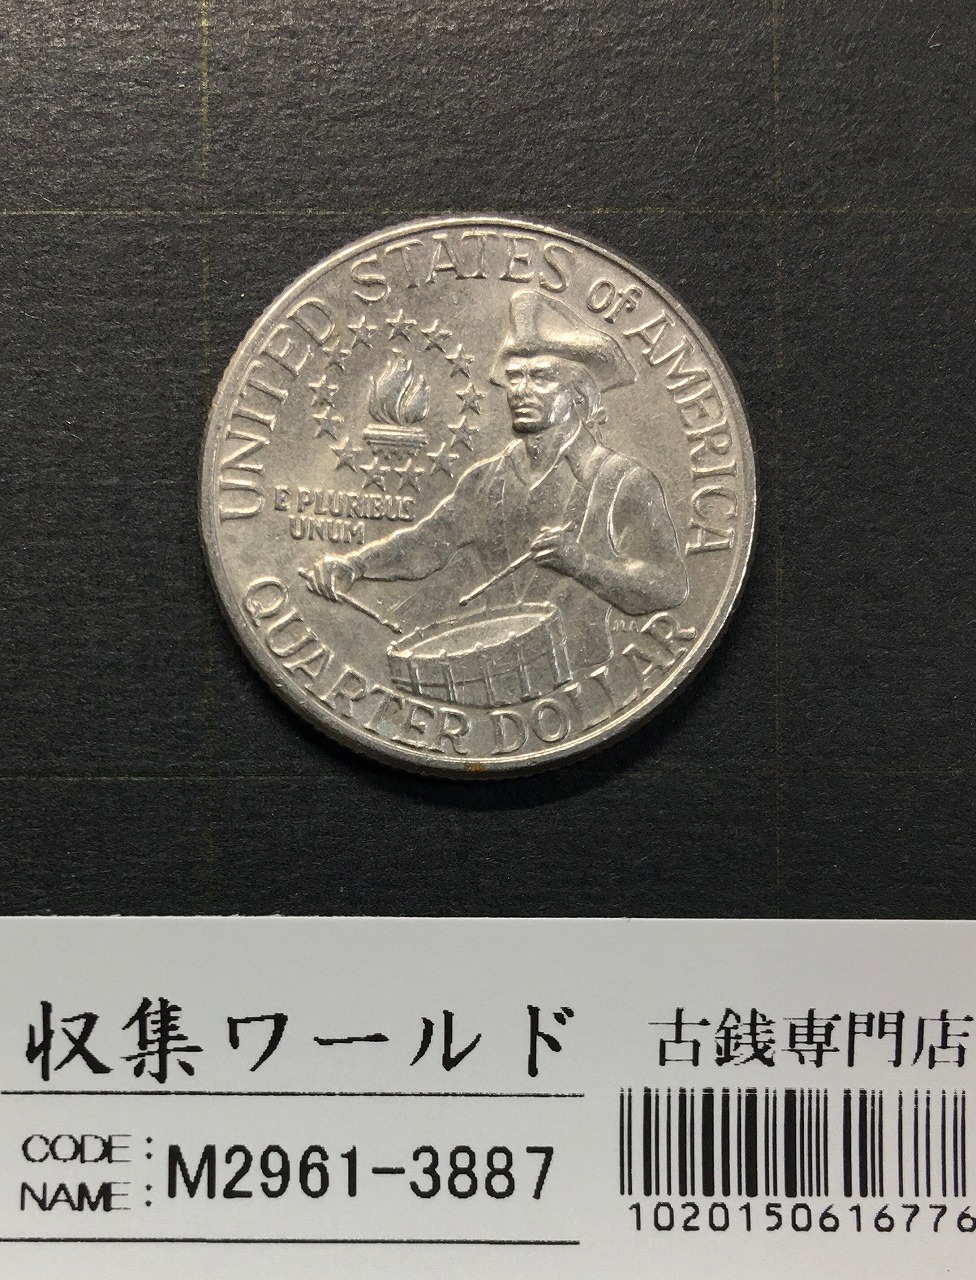 UNITED STATES of AMERICA
E PLURIBUS
UNUM
QUARTER DOLLAR
収集ワールド 古銭専門店
CODE:
NAME: M2961-3887
1020150616776